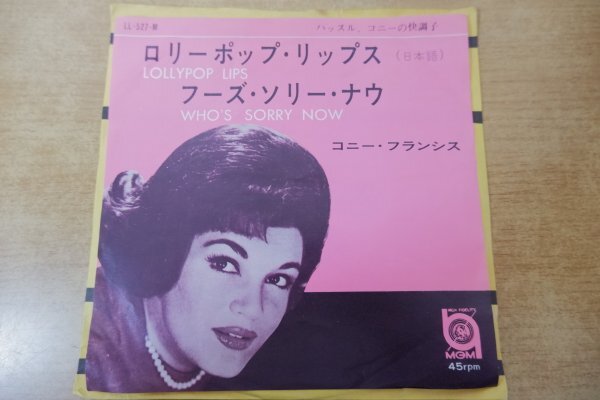 LL-527-M
ハッスル、コニーの快調子
ロリーポップ・リップス（日本語）
LOLLYPOP LIPS
フーズ・ソリー・ナウ
WHO'S SORRY NOW
コニー・フランシス
HIGH FIDELITY
MGM
45rpm